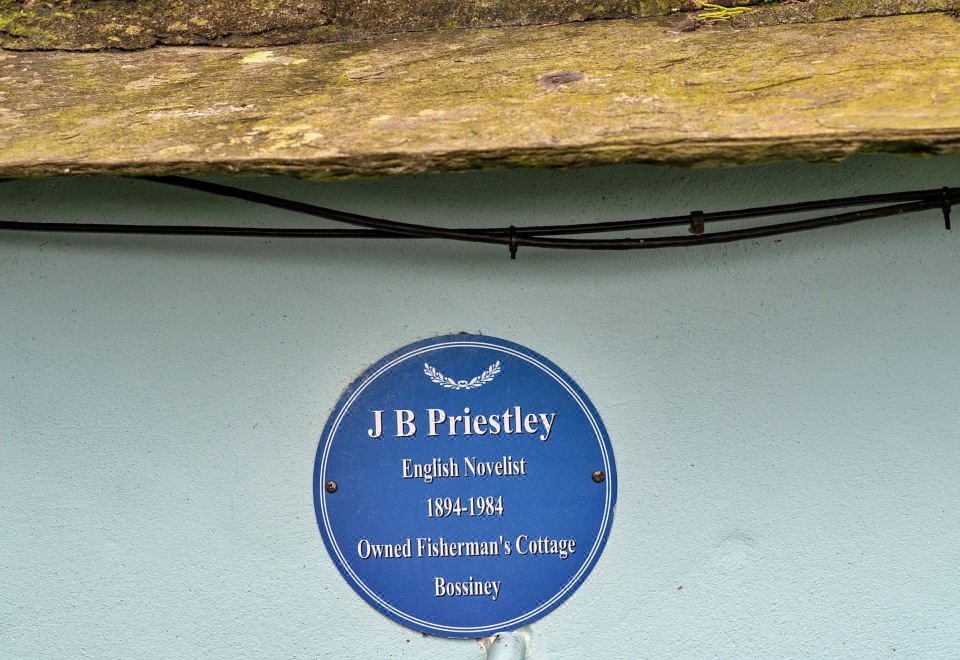 J B Priestley
English Novelist
1894-1984
Owned Fisherman's Cottage
Bossiney